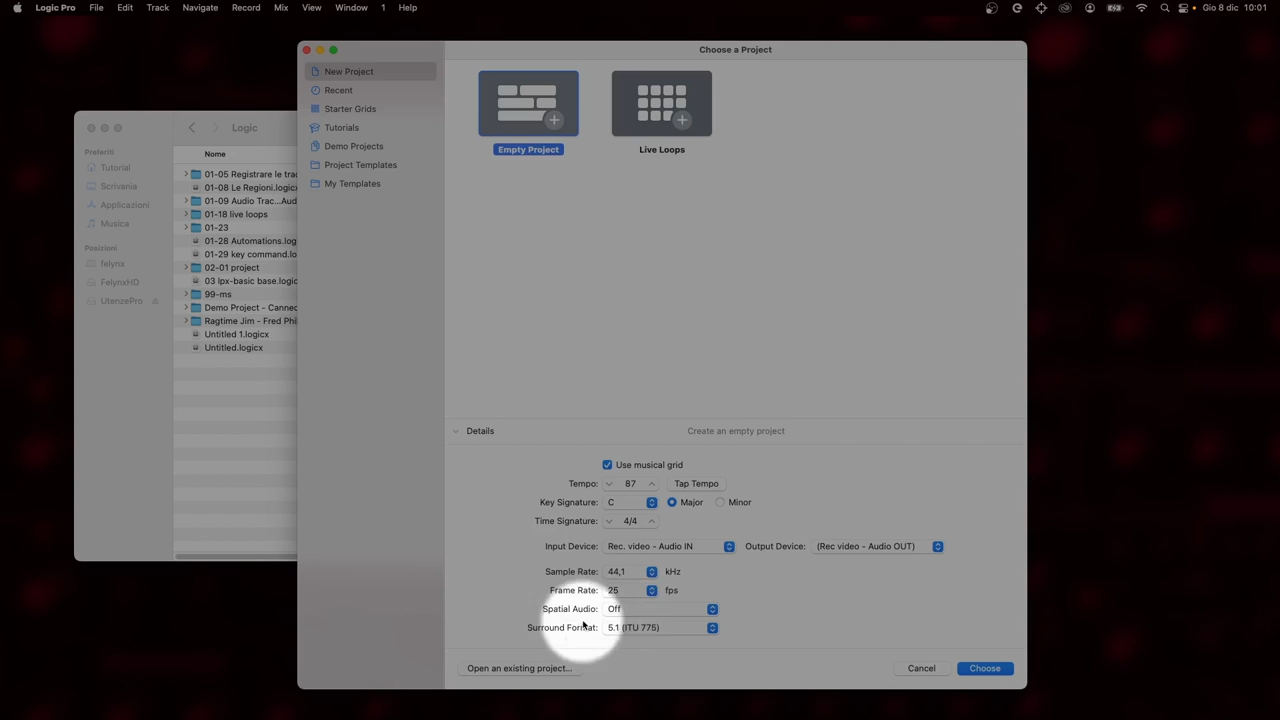 Logic Pro File Edit Track Navigate Record Mix View Window 1 Help Gio 8 dic 10:01
Choose a Project
New Project
Recent
Starter Grids
Tutorials
Demo Projects
Project Templates
My Templates
Empty Project
Live Loops
Logic
Preferiti
Tutorial
Scrivania
Applicazioni
Musica
Posizioni
felynx
FelynxHD
UtenzePro
Nome
01-05 Registrare le trac
01-08 Le Regioni.logicx
01-09 Audio Trac...Aud
01-18 live loops
01-23
01-28 Automations.log
01-29 key command.lo
02-01 project
03 lpx-basic base.logic
99-ms
Demo Project - Cannec
Ragtime Jim - Fred Phi
Untitled 1.logicx
Untitled.logicx
Details Create an empty project
Use musical grid
Tempo: 87 Tap Tempo
Key Signature: C Major Minor
Time Signature: 4/4
Input Device: Rec. video - Audio IN Output Device: (Rec video - Audio OUT)
Sample Rate: 44,1 kHz
Frame Rate: 25 fps
Spatial Audio: Off
Surround Format: 5.1 (ITU 775)
Open an existing project... Cancel Choose